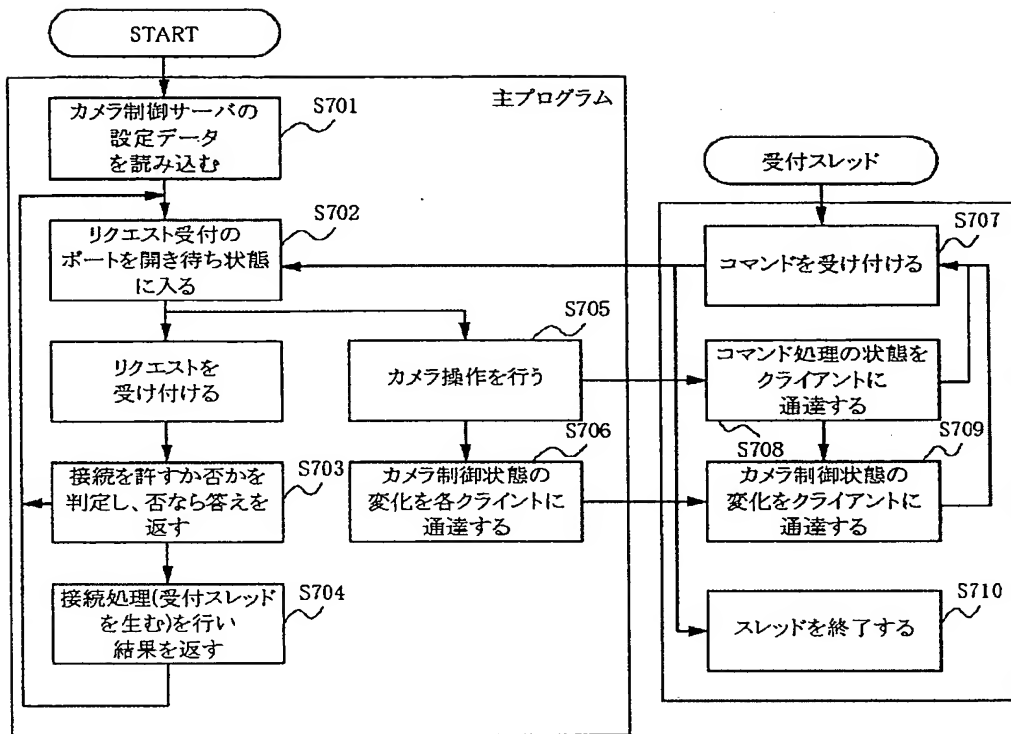 START
主プログラム
カメラ制御サーバの
設定データ
を読み込む
S701
リクエスト受付の
ポートを開き待ち状態
に入る
S702
リクエストを
受け付ける
接続を許すか否かを
判定し、否なら答えを
返す
S703
接続処理(受付スレッド
を生む)を行い
結果を返す
S704
カメラ操作を行う
S705
カメラ制御状態の
変化を各クライントに
通達する
S706
受付スレッド
コマンドを受け付ける
S707
コマンド処理の状態を
クライアントに
通達する
S708
カメラ制御状態の
変化をクライアントに
通達する
S709
スレッドを終了する
S710